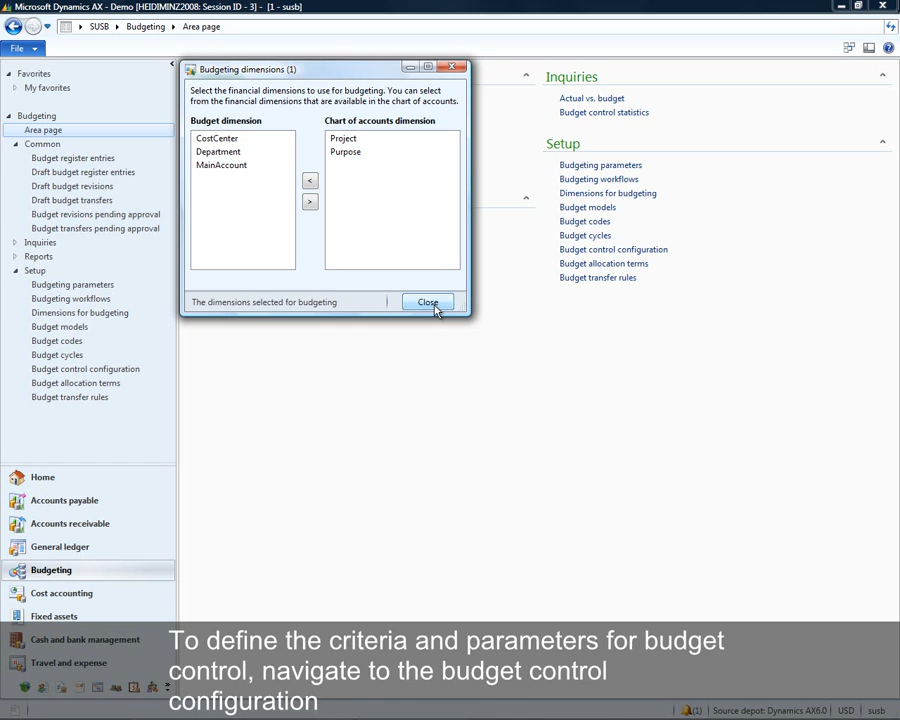 Microsoft Dynamics AX - Demo [HEIDIMINZ2008: Session ID - 3] - [1 - susb]
SUSB
Budgeting
Area page
File
Favorites
My favorites
Budgeting
Area page
Common
Budget register entries
Draft budget register entries
Draft budget revisions
Draft budget transfers
Budget revisions pending approval
Budget transfers pending approval
Inquiries
Reports
Setup
Budgeting parameters
Budgeting workflows
Dimensions for budgeting
Budget models
Budget codes
Budget cycles
Budget control configuration
Budget allocation terms
Budget transfer rules
Home
Accounts payable
Accounts receivable
General ledger
Budgeting
Cost accounting
Fixed assets
Cash and bank management
Travel and expense
Budgeting dimensions (1)
Select the financial dimensions to use for budgeting. You can select
from the financial dimensions that are available in the chart of accounts.
Budget dimension
CostCenter
Department
MainAccount
<
>
Chart of accounts dimension
Project
Purpose
The dimensions selected for budgeting
Close
Inquiries
Actual vs. budget
Budget control statistics
Setup
Budgeting parameters
Budgeting workflows
Dimensions for budgeting
Budget models
Budget codes
Budget cycles
Budget control configuration
Budget allocation terms
Budget transfer rules
To define the criteria and parameters for budget
control, navigate to the budget control
configuration
(1)
Source depot: Dynamics AX6.0
USD
susb